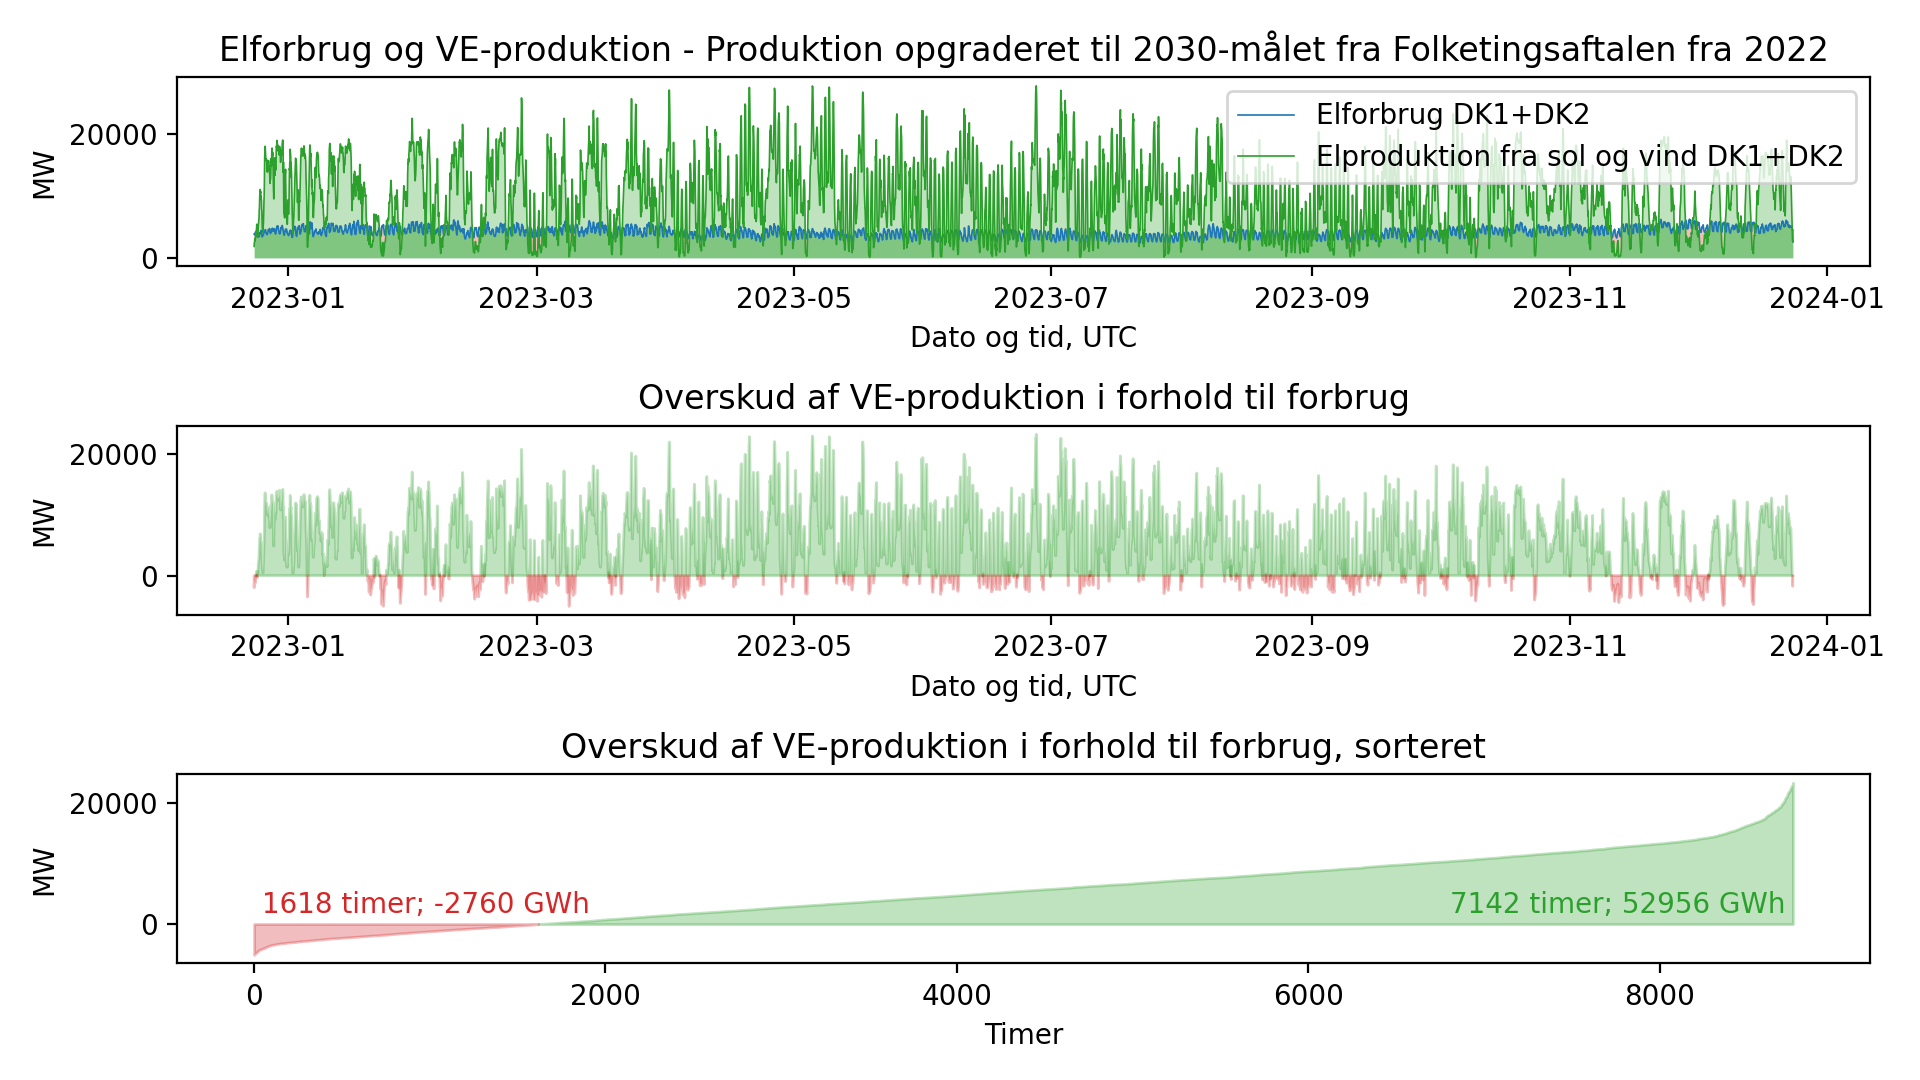 Elforbrug og VE-produktion - Produktion opgraderet til 2030-målet fra Folketingsaftalen fra 2022
MW
20000
0
Elforbrug DK1+DK2
Elproduktion fra sol og vind DK1+DK2
2023-01 2023-03 2023-05 2023-07 2023-09 2023-11 2024-01
Dato og tid, UTC
Overskud af VE-produktion i forhold til forbrug
MW
20000
0
2023-01 2023-03 2023-05 2023-07 2023-09 2023-11 2024-01
Dato og tid, UTC
Overskud af VE-produktion i forhold til forbrug, sorteret
MW
20000
0
1618 timer; -2760 GWh
7142 timer; 52956 GWh
0 2000 4000 6000 8000
Timer